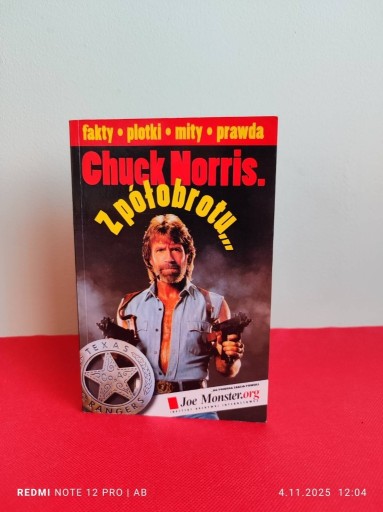 fakty • plotki • mity • prawda
Chuck Norris.
Z półobrotu...
TEXAS
RANGERS
Joe Monster.org
REDMI NOTE 12 PRO | AB
4.11.2025 12:04